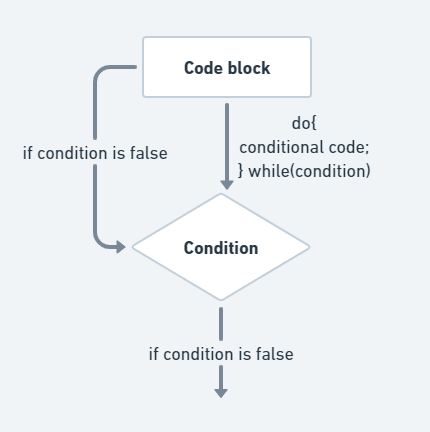 Code block
do{
conditional code;
} while(condition)
if condition is false
Condition
if condition is false